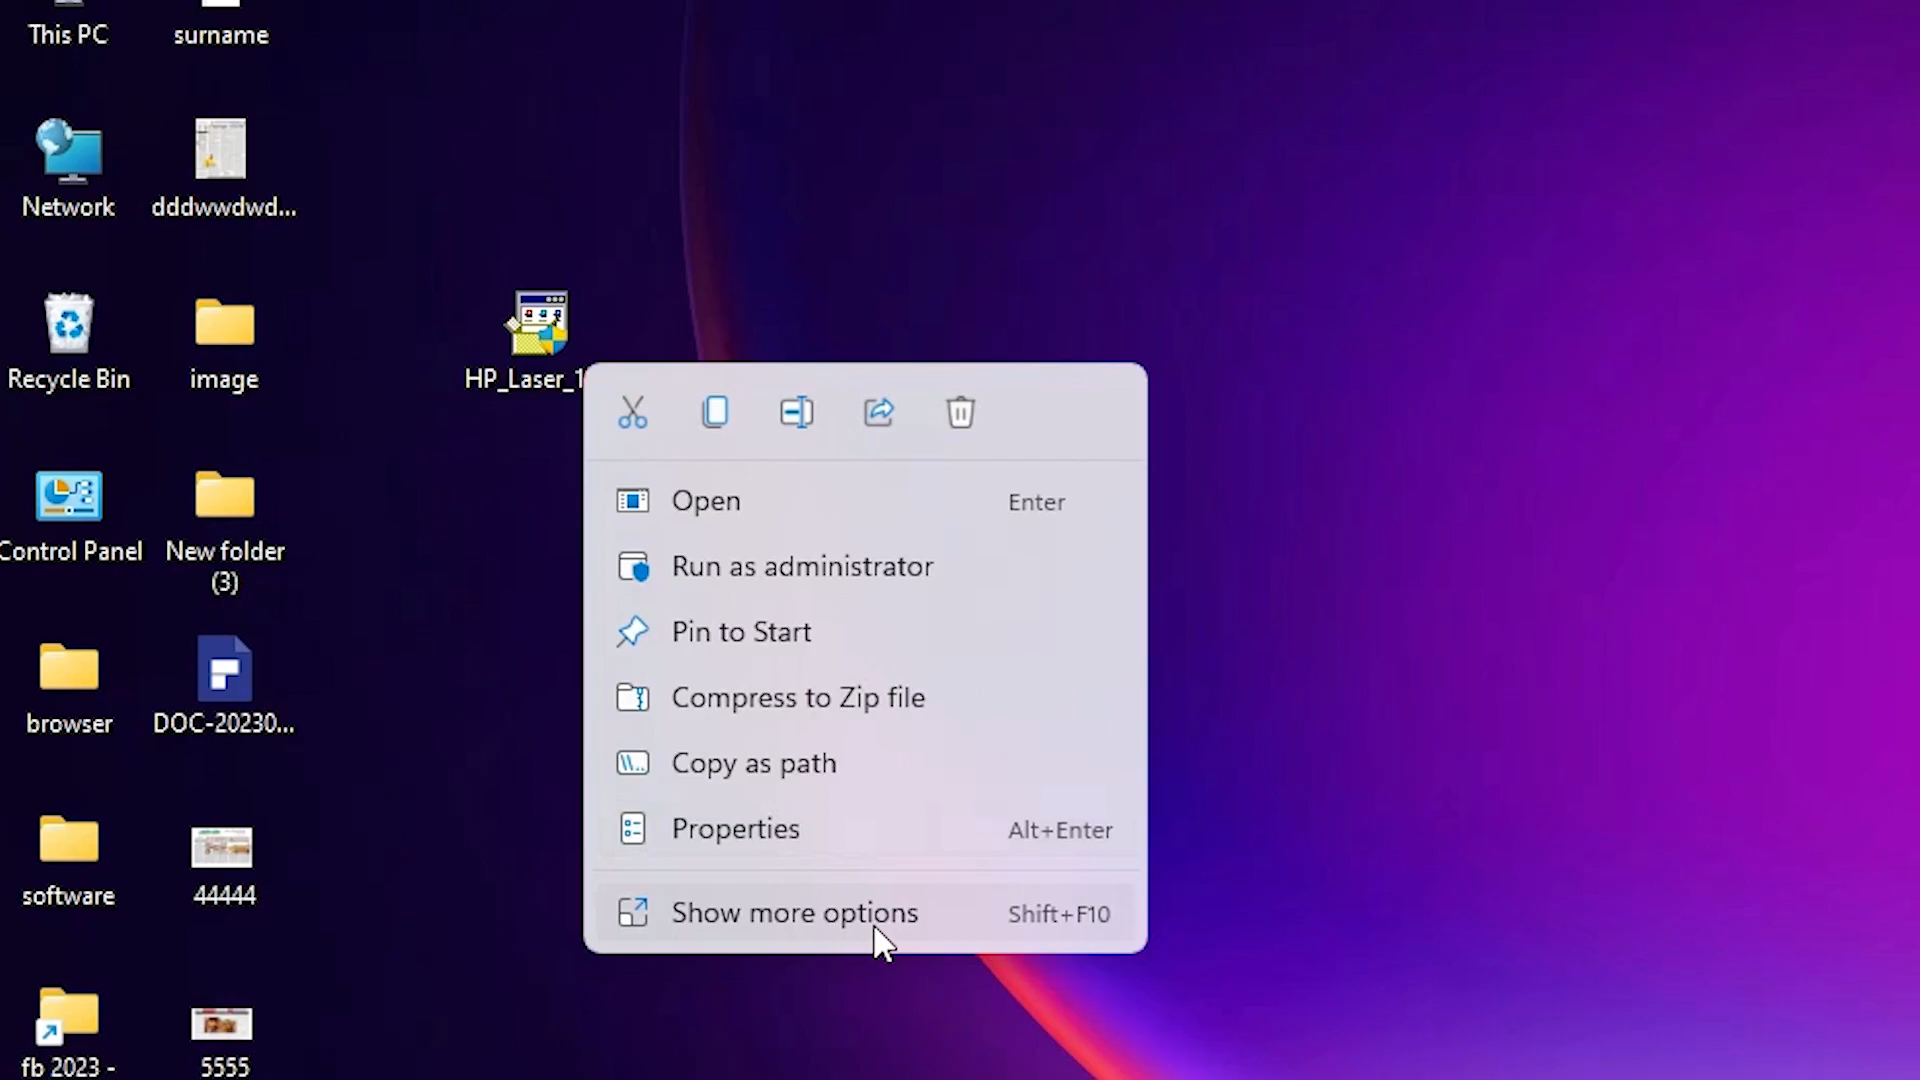 This PC
surname
Network
dddwwdwd...
Recycle Bin
image
HP_Laser_1
Control Panel
New folder
(3)
browser
DOC-20230...
software
44444
fb 2023 -
5555
Open Enter
Run as administrator
Pin to Start
Compress to Zip file
Copy as path
Properties Alt+Enter
Show more options Shift+F10